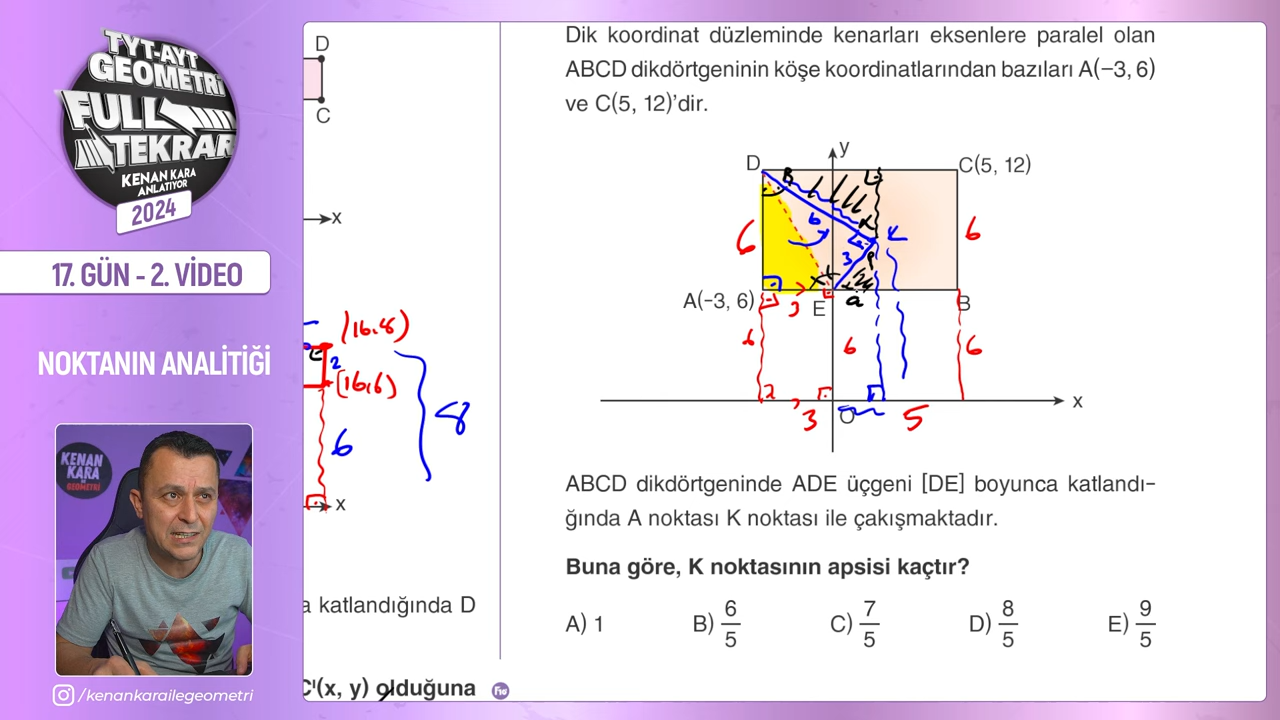 TYT-AYT
GEOMETRİ
FULL
TEKRAR
KENAN KARA
ANLATIYOR
2024
17. GÜN - 2. VİDEO
NOKTANIN ANALİTİĞİ
KENAN
KARA
GEOMETRİ
/kenankarailegeometri
D
C
x
(16,8)
2
(16,6)
8
6
x
a katlandığında D
C'(x, y) olduğuna
Dik koordinat düzleminde kenarları eksenlere paralel olan
ABCD dikdörtgeninin köşe koordinatlarından bazıları A(−3, 6)
ve C(5, 12)'dir.
y
D
C(5, 12)
6
6
K
6
3
A(−3, 6)
E
a
B
3
6
6
6
3
O
5
x
ABCD dikdörtgeninde ADE üçgeni [DE] boyunca katlandı-
ğında A noktası K noktası ile çakışmaktadır.
Buna göre, K noktasının apsisi kaçtır?
A) 1 B) 6/5 C) 7/5 D) 8/5 E) 9/5